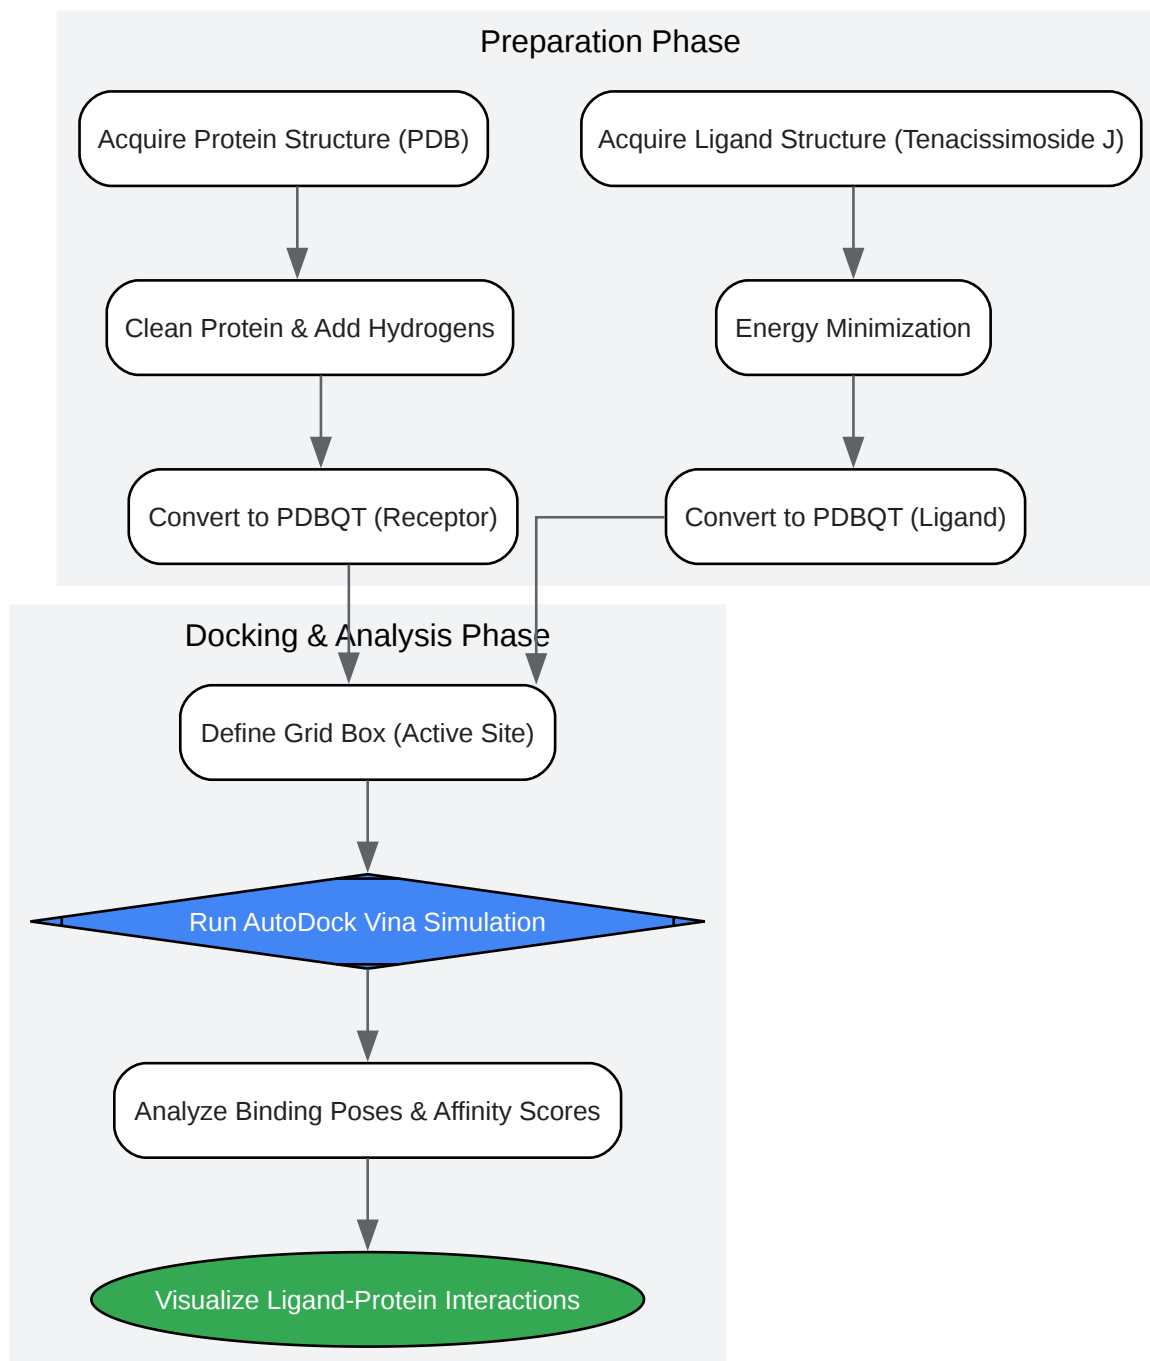 Preparation Phase
Acquire Protein Structure (PDB)
Acquire Ligand Structure (Tenacissimoside J)
Clean Protein & Add Hydrogens
Energy Minimization
Convert to PDBQT (Receptor)
Convert to PDBQT (Ligand)
Docking & Analysis Phase
Define Grid Box (Active Site)
Run AutoDock Vina Simulation
Analyze Binding Poses & Affinity Scores
Visualize Ligand-Protein Interactions